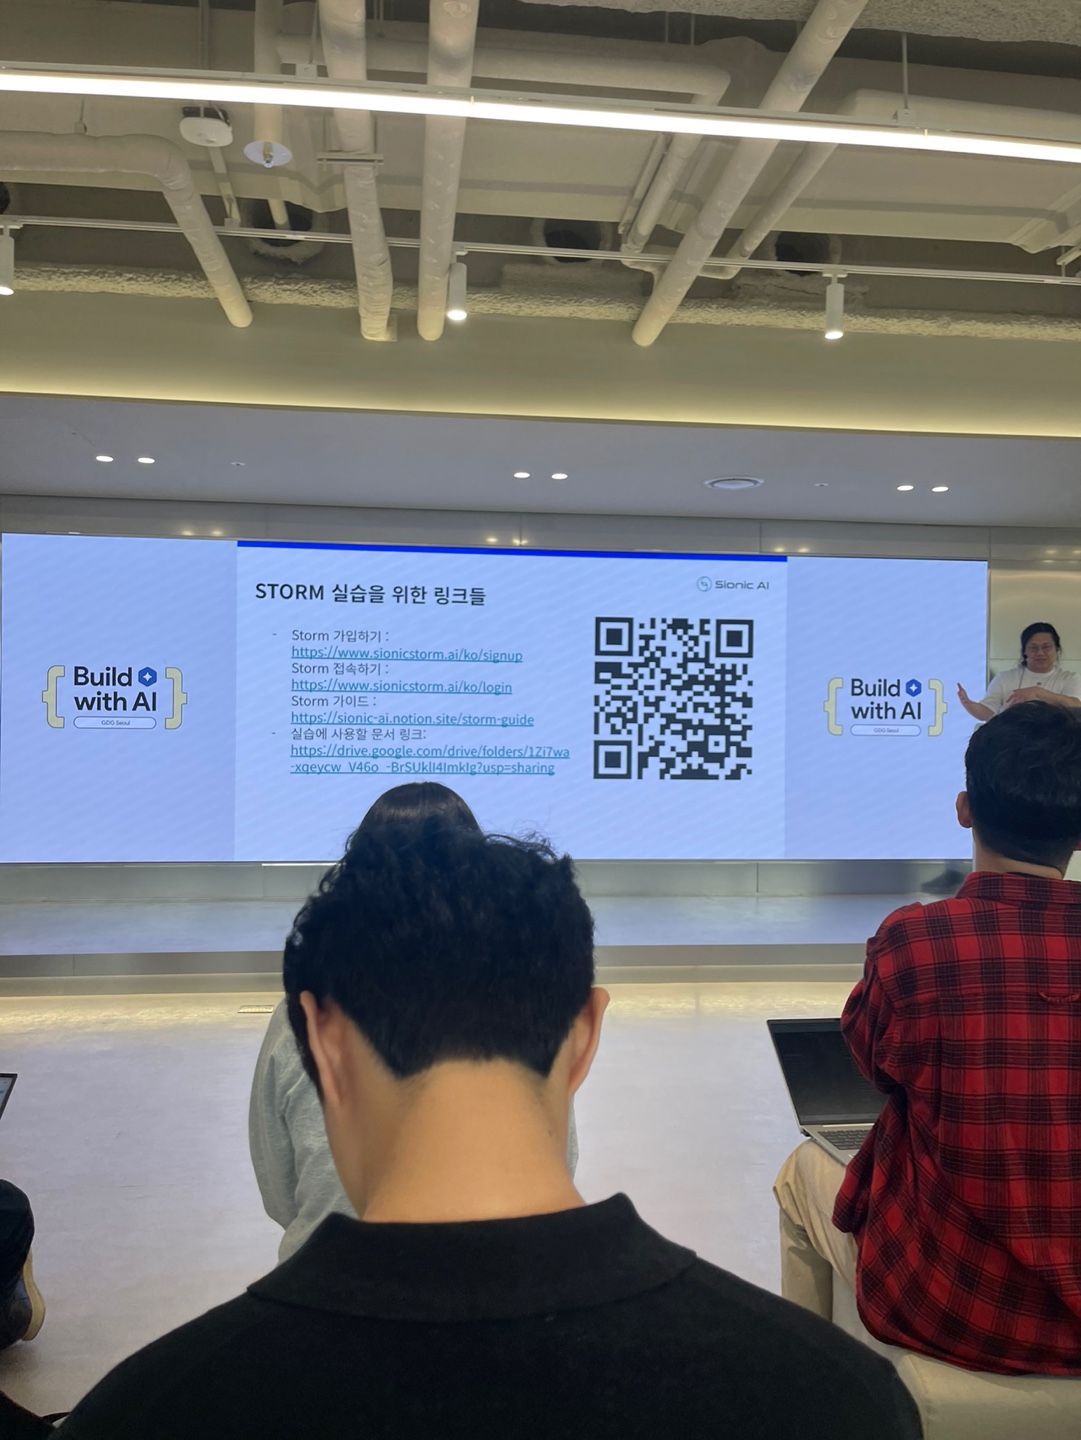 STORM 실습을 위한 링크들
Sionic AI
- Storm 가입하기 :
https://www.sionicstorm.ai/ko/signup
Storm 접속하기 :
https://www.sionicstorm.ai/ko/login
Storm 가이드 :
https://sionic-ai.notion.site/storm-guide
- 실습에 사용할 문서 링크:
https://drive.google.com/drive/folders/1Zi7wa
-xqeycw_V46o_-BrSUklI4lmkIg?usp=sharing
Build
with AI
GDG Seoul
Build
with AI
GDG Seoul